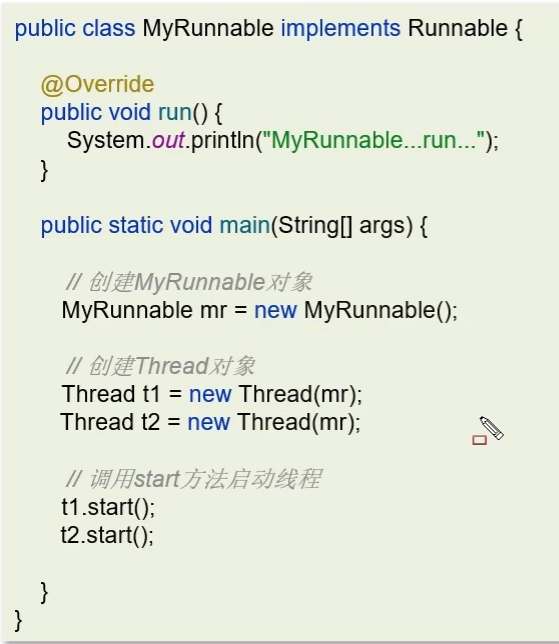 public class MyRunnable implements Runnable {
@Override
public void run() {
System.out.println("MyRunnable...run...");
}
public static void main(String[] args) {
// 创建MyRunnable对象
MyRunnable mr = new MyRunnable();
// 创建Thread对象
Thread t1 = new Thread(mr);
Thread t2 = new Thread(mr);
// 调用start方法启动线程
t1.start();
t2.start();
}
}